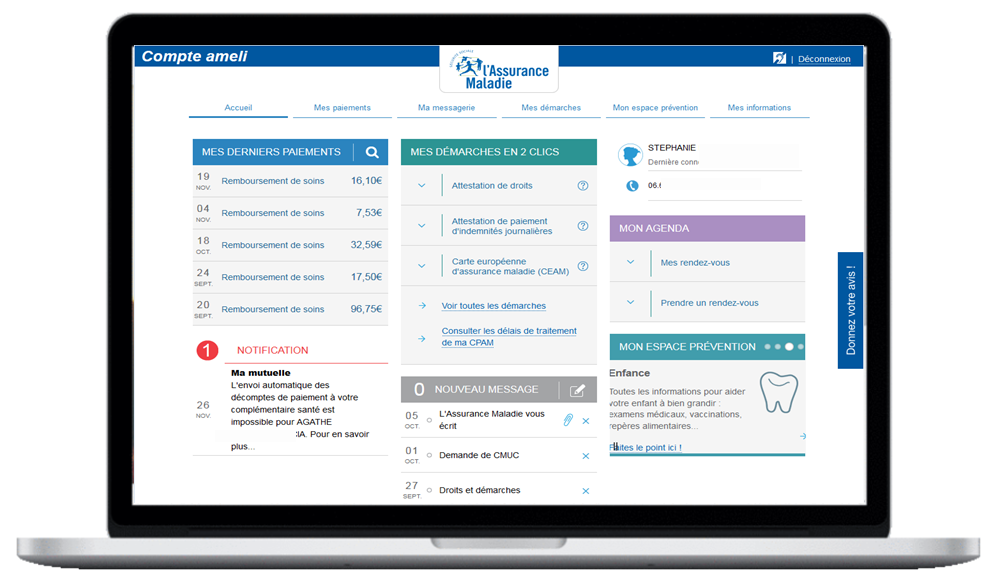 Compte ameli
SÉCURITÉ SOCIALE
l'Assurance
Maladie
| Déconnexion
Accueil
Mes paiements
Ma messagerie
Mes démarches
Mon espace prévention
Mes informations
MES DERNIERS PAIEMENTS
19 NOV. Remboursement de soins 16,10€
04 NOV. Remboursement de soins 7,53€
18 OCT. Remboursement de soins 32,59€
24 SEPT. Remboursement de soins 17,50€
20 SEPT. Remboursement de soins 96,75€
1 NOTIFICATION
26 NOV.
Ma mutuelle
L'envoi automatique des
décomptes de paiement à votre
complémentaire santé est
impossible pour AGATHE
IA. Pour en savoir
plus...
MES DÉMARCHES EN 2 CLICS
Attestation de droits ?
Attestation de paiement
d'indemnités journalières ?
Carte européenne
d'assurance maladie (CEAM) ?
Voir toutes les démarches
Consulter les délais de traitement
de ma CPAM
0 NOUVEAU MESSAGE
05 OCT. L'Assurance Maladie vous
écrit
01 OCT. Demande de CMUC
27 SEPT. Droits et démarches
STEPHANIE
Dernière conn
06.
MON AGENDA
Mes rendez-vous
Prendre un rendez-vous
MON ESPACE PRÉVENTION
Enfance
Toutes les informations pour aider
votre enfant à bien grandir :
examens médicaux, vaccinations,
repères alimentaires...
Faites le point ici !
Donnez votre avis !